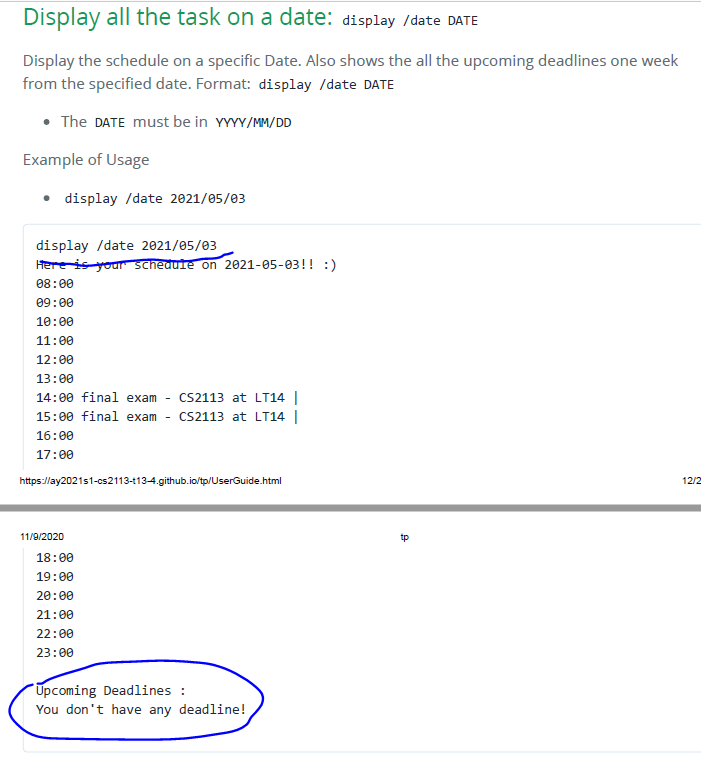 Display all the task on a date: display /date DATE
Display the schedule on a specific Date. Also shows the all the upcoming deadlines one week
from the specified date. Format: display /date DATE
• The DATE must be in YYYY/MM/DD
Example of Usage
• display /date 2021/05/03
display /date 2021/05/03
Here is your schedule on 2021-05-03!! :)
08:00
09:00
10:00
11:00
12:00
13:00
14:00 final exam - CS2113 at LT14 |
15:00 final exam - CS2113 at LT14 |
16:00
17:00
https://ay2021s1-cs2113-t13-4.github.io/tp/UserGuide.html 12/2
11/9/2020 tp
18:00
19:00
20:00
21:00
22:00
23:00
Upcoming Deadlines :
You don't have any deadline!